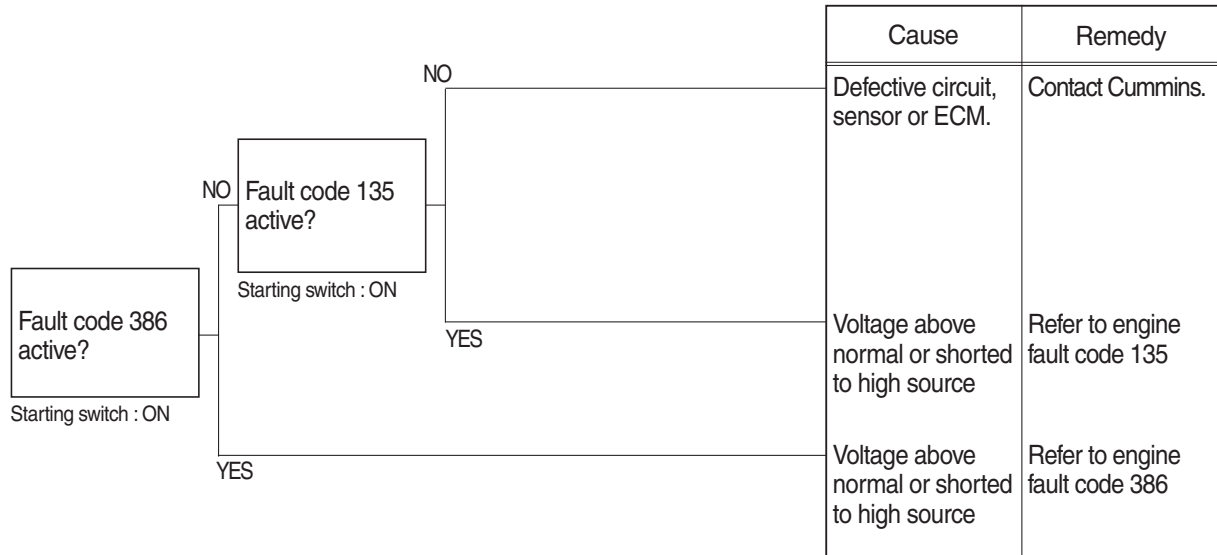 Cause
Remedy
NO
Defective circuit,
sensor or ECM.
Contact Cummins.
NO
Fault code 135
active?
Starting switch : ON
YES
Voltage above
normal or shorted
to high source
Refer to engine
fault code 135
Fault code 386
active?
Starting switch : ON
YES
Voltage above
normal or shorted
to high source
Refer to engine
fault code 386